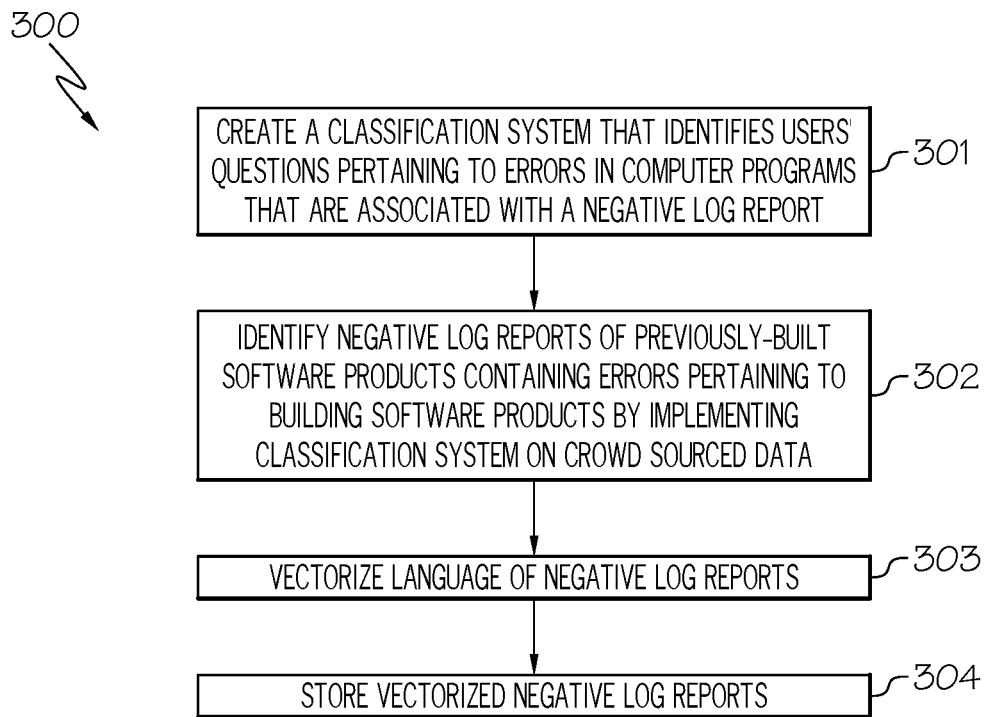 300
CREATE A CLASSIFICATION SYSTEM THAT IDENTIFIES USERS'
QUESTIONS PERTAINING TO ERRORS IN COMPUTER PROGRAMS
THAT ARE ASSOCIATED WITH A NEGATIVE LOG REPORT
301
IDENTIFY NEGATIVE LOG REPORTS OF PREVIOUSLY-BUILT
SOFTWARE PRODUCTS CONTAINING ERRORS PERTAINING TO
BUILDING SOFTWARE PRODUCTS BY IMPLEMENTING
CLASSIFICATION SYSTEM ON CROWD SOURCED DATA
302
VECTORIZE LANGUAGE OF NEGATIVE LOG REPORTS
303
STORE VECTORIZED NEGATIVE LOG REPORTS
304